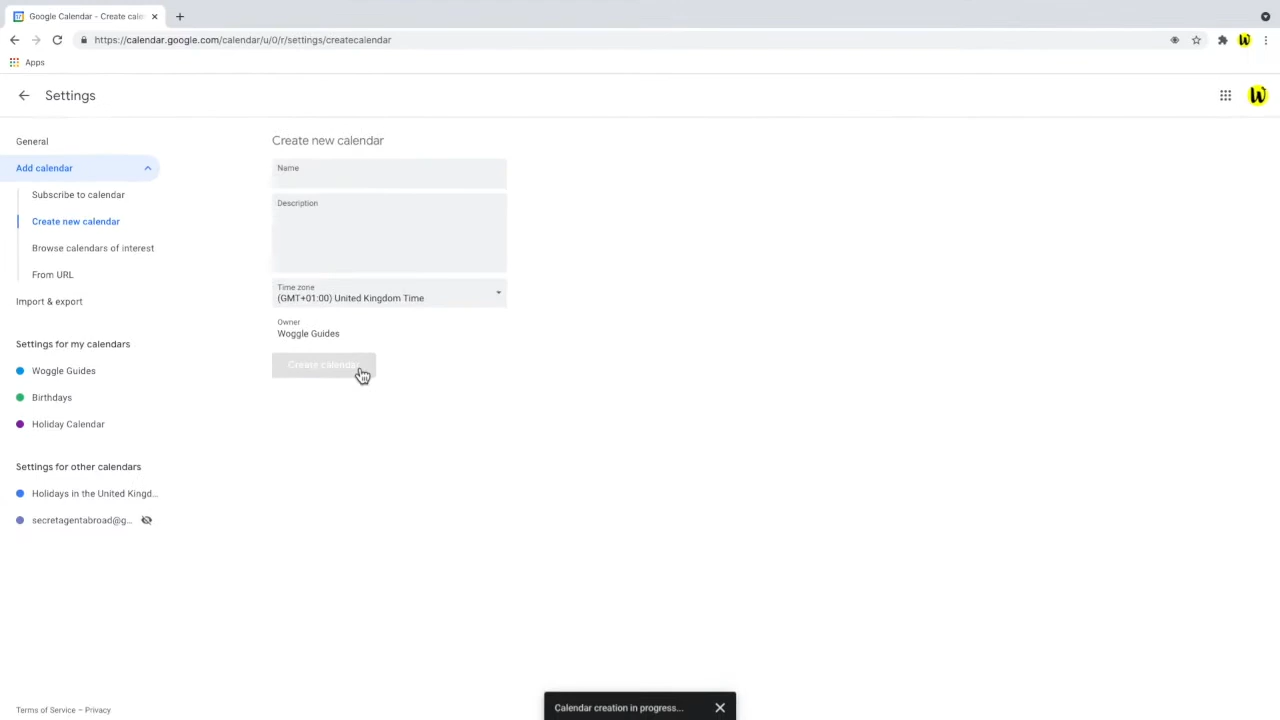 Google Calendar - Create cale
https://calendar.google.com/calendar/u/0/r/settings/createcalendar
Apps
Settings
General
Add calendar
Subscribe to calendar
Create new calendar
Browse calendars of interest
From URL
Import & export
Settings for my calendars
Woggle Guides
Birthdays
Holiday Calendar
Settings for other calendars
Holidays in the United Kingd...
secretagentabroad@g...
Terms of Service – Privacy
Create new calendar
Name
Description
Time zone
(GMT+01:00) United Kingdom Time
Owner
Woggle Guides
Create calendar
Calendar creation in progress...